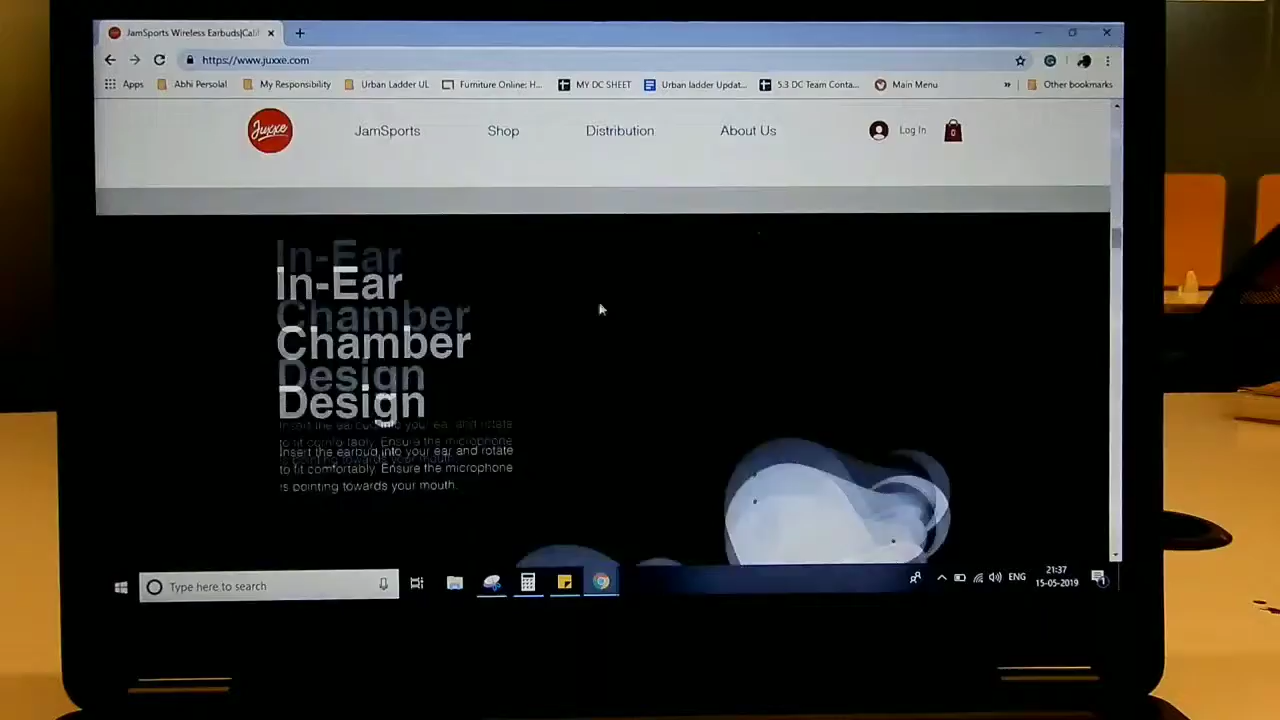 JamSports Wireless Earbuds|Cali
https://www.juxxe.com
Apps Abhi Persolal My Responsibility Urban Ladder UL Furniture Online: H... MY DC SHEET Urban ladder Updat... 5.3 DC Team Conta... Main Menu » Other bookmarks
Juxxe JamSports Shop Distribution About Us Log In 0
In-Ear
Chamber
Design
Insert the earbud into your ear and rotate
to fit comfortably. Ensure the microphone
is pointing towards your mouth.
Type here to search
ENG
21:37
15-05-2019
1